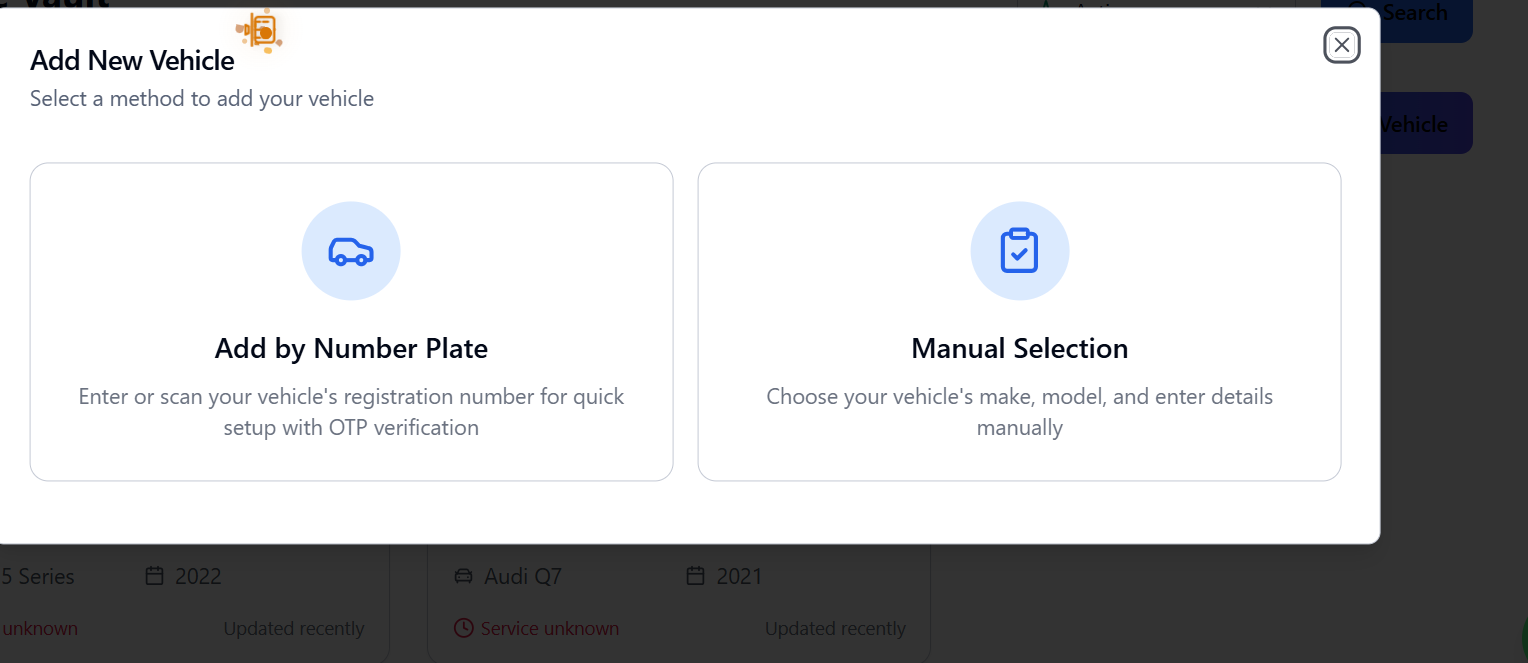 Search
Add New Vehicle
Select a method to add your vehicle
Vehicle
Add by Number Plate
Enter or scan your vehicle's registration number for quick
setup with OTP verification
Manual Selection
Choose your vehicle's make, model, and enter details
manually
5 Series
2022
Audi Q7
2021
unknown
Updated recently
Service unknown
Updated recently